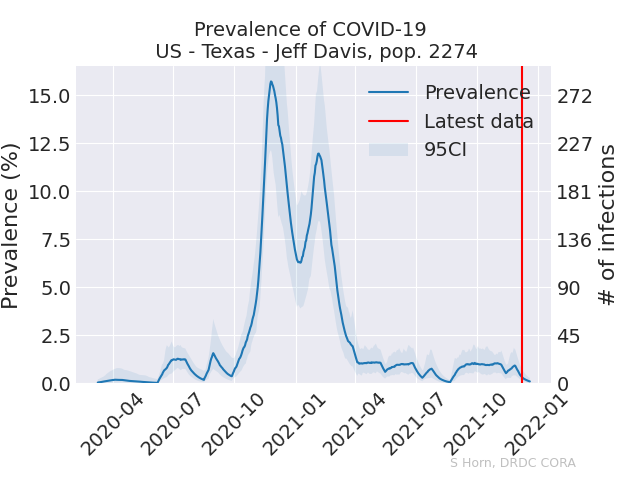 Prevalence of COVID-19
US - Texas - Jeff Davis, pop. 2274
Prevalence (%)
15.0
12.5
10.0
7.5
5.0
2.5
0.0
Prevalence
Latest data
95CI
272
227
181
136
90
45
0
# of infections
2020-04
2020-07
2020-10
2021-01
2021-04
2021-07
2021-10
2022-01
S Horn, DRDC CORA